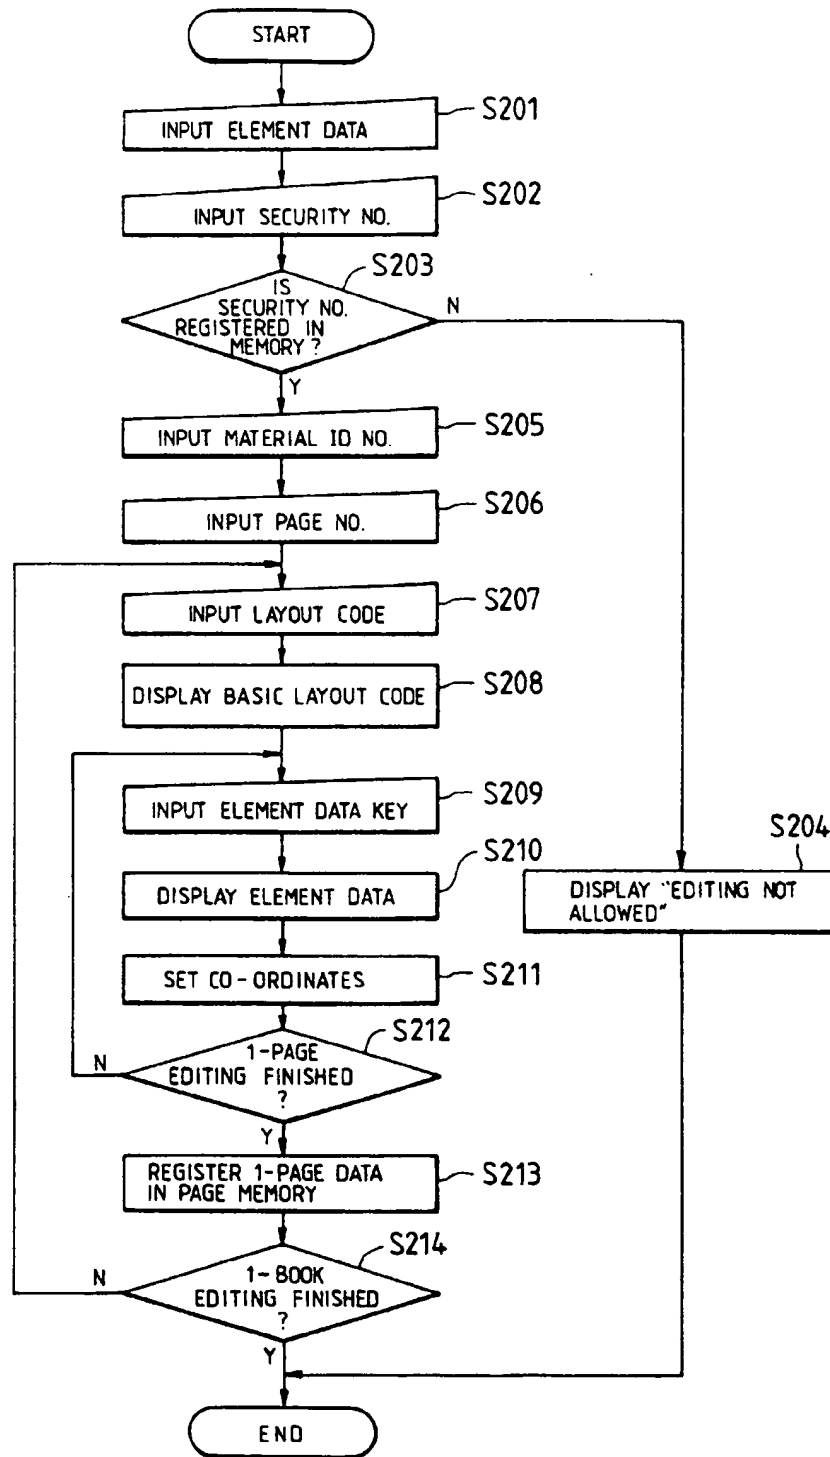 START
INPUT ELEMENT DATA
S201
INPUT SECURITY NO.
S202
S203
IS
SECURITY NO.
REGISTERED IN
MEMORY ?
N
Y
INPUT MATERIAL ID NO.
S205
INPUT PAGE NO.
S206
INPUT LAYOUT CODE
S207
DISPLAY BASIC LAYOUT CODE
S208
INPUT ELEMENT DATA KEY
S209
S210
DISPLAY ELEMENT DATA
S204
DISPLAY "EDITING NOT
ALLOWED"
SET CO-ORDINATES
S211
S212
1-PAGE
EDITING FINISHED
?
N
Y
REGISTER 1-PAGE DATA
IN PAGE MEMORY
S213
S214
1-BOOK
EDITING FINISHED
?
N
Y
END